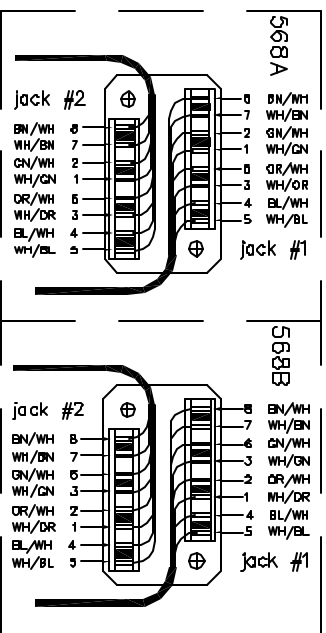 568A
jack #2
BN/WH 8
WH/BN 7
GN/WH 2
WH/GN 1
OR/WH 6
WH/OR 3
BL/WH 4
WH/BL 5
8 BN/WH
7 WH/BN
2 GN/WH
1 WH/GN
6 OR/WH
3 WH/OR
4 BL/WH
5 WH/BL
jack #1
568B
jack #2
BN/WH 8
WH/BN 7
GN/WH 6
WH/GN 3
OR/WH 2
WH/OR 1
BL/WH 4
WH/BL 5
8 BN/WH
7 WH/BN
6 GN/WH
3 WH/GN
2 OR/WH
1 WH/OR
4 BL/WH
5 WH/BL
jack #1